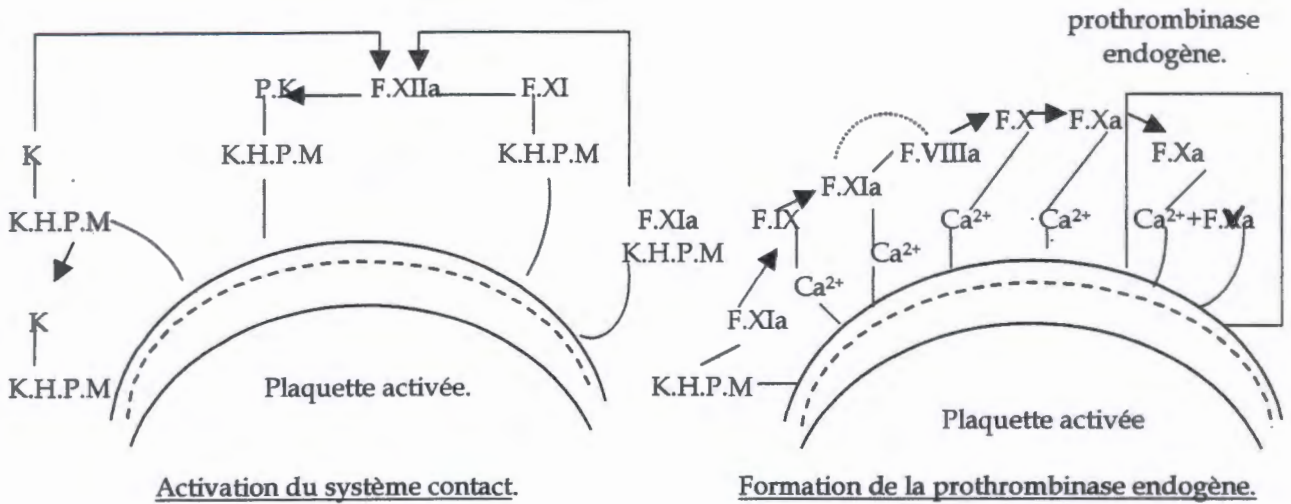 P.K F.XIIa F.XI
K K.H.P.M K.H.P.M
K.H.P.M
F.XIa
K.H.P.M
K
K.H.P.M
Plaquette activée.
Activation du système contact.
prothrombinase
endogène.
F.X F.Xa
F.VIIIa F.Xa
F.XIa
F.IX Ca²⁺ Ca²⁺ Ca²⁺+
Ca²⁺
Ca²⁺
F.XIa
K.H.P.M
Plaquette activée
Formation de la prothrombinase endogène.